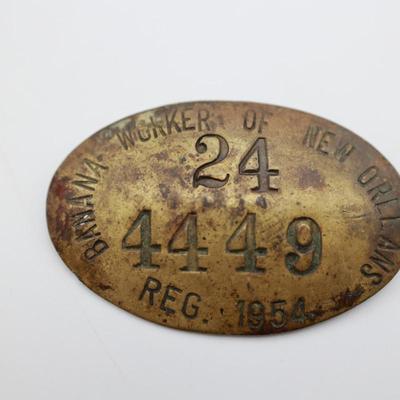 BANANA WORKER OF NEW ORLEANS
24
4449
REG. 1954